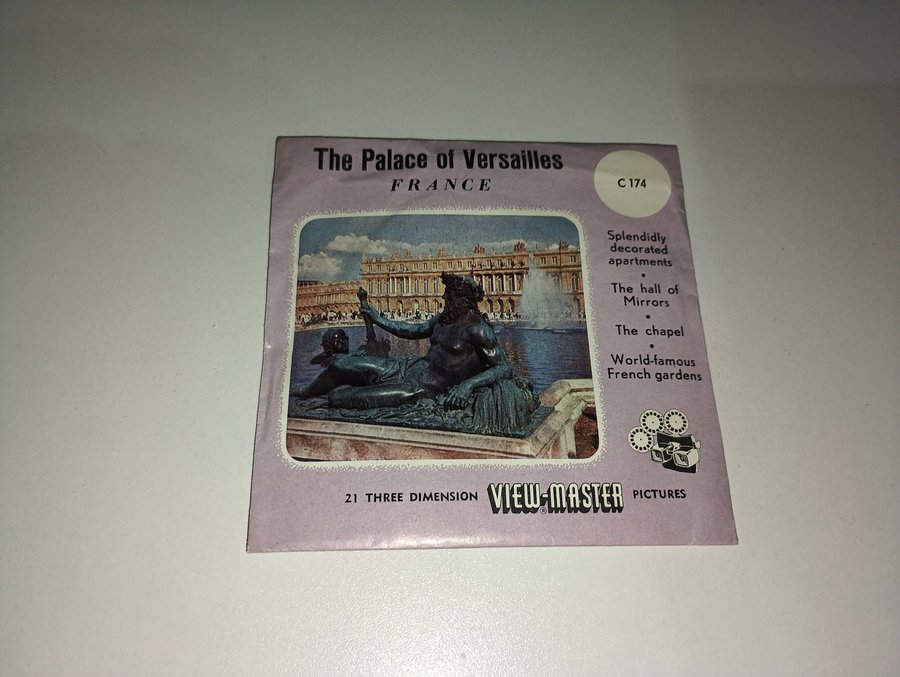 The Palace of Versailles
FRANCE
C 174
Splendidly
decorated
apartments
•
The hall of
Mirrors
•
The chapel
•
World-famous
French gardens
21 THREE DIMENSION VIEW-MASTER® PICTURES